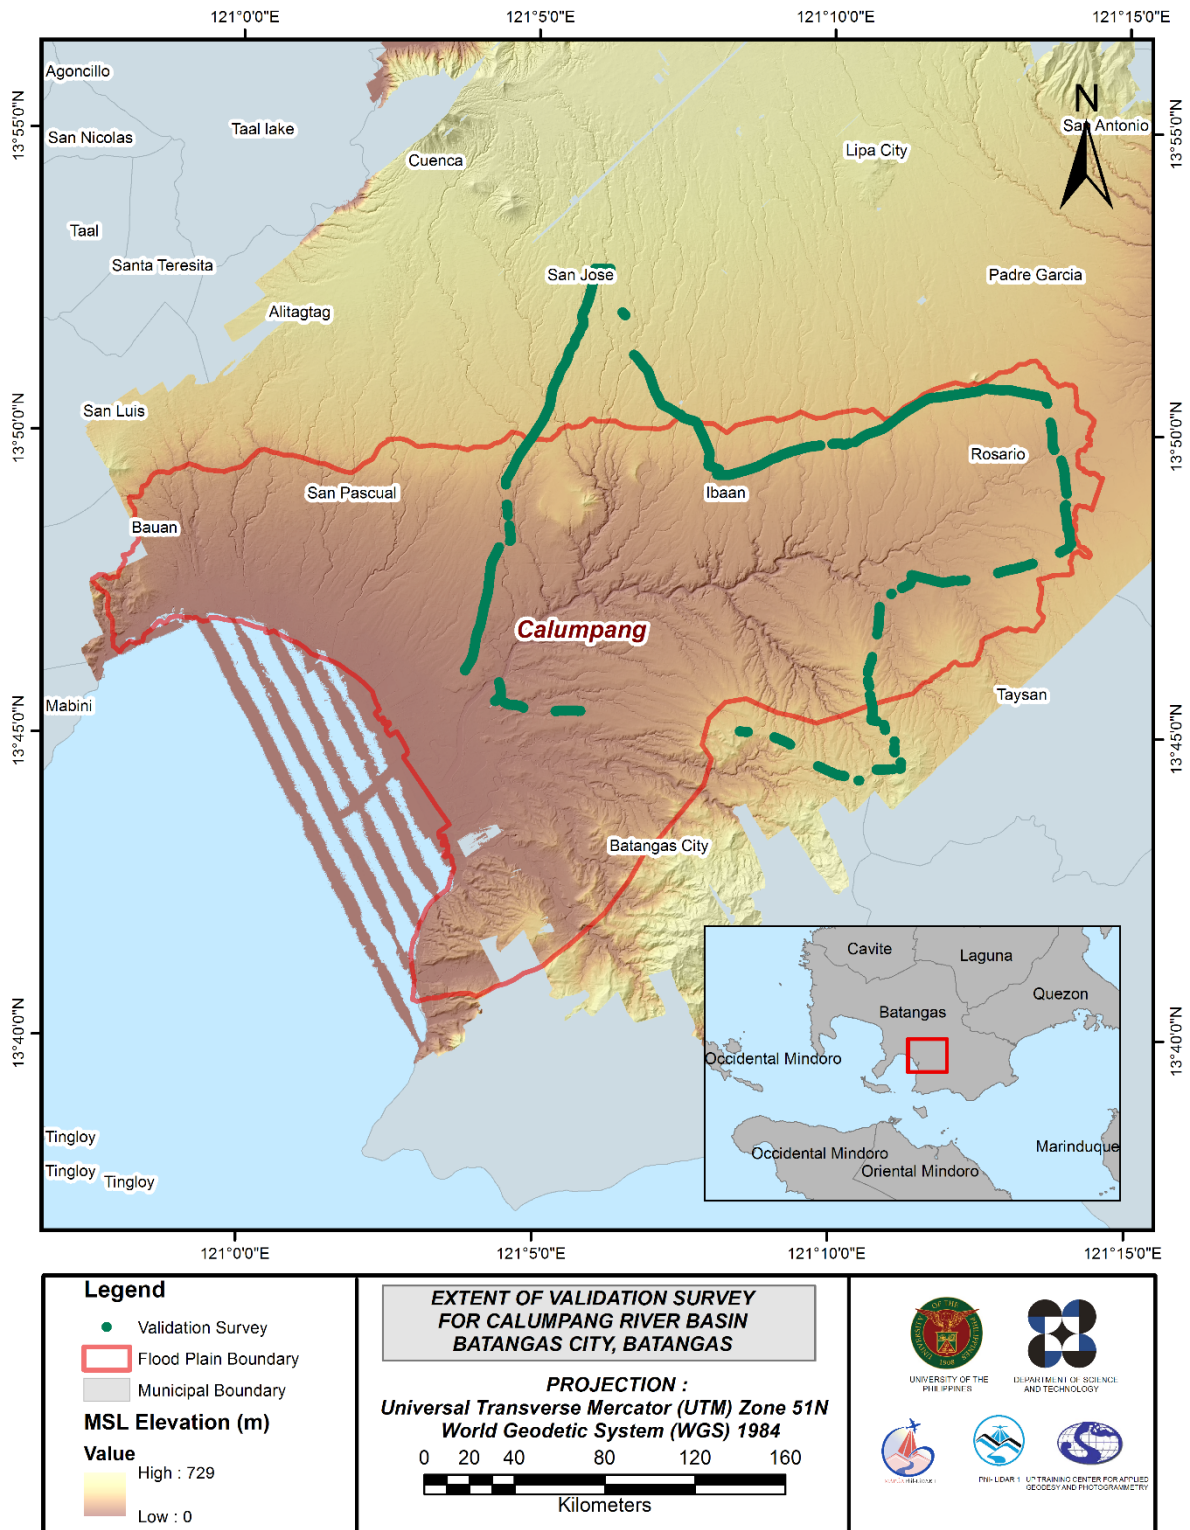 121°0'0"E 121°5'0"E 121°10'0"E 121°15'0"E
Agoncillo
San Nicolas
Taal lake
Cuenca
Lipa City
N
San Antonio
13°55'0"N
13°55'0"N
Taal
Santa Teresita
Alitagtag
San Jose
Padre Garcia
San Luis
13°50'0"N
13°50'0"N
San Pascual
Ibaan
Rosario
Bauan
Calumpang
Mabini
Taysan
13°45'0"N
13°45'0"N
Batangas City
13°40'0"N
13°40'0"N
Tingloy
Tingloy
Tingloy
Cavite
Laguna
Quezon
Batangas
Occidental Mindoro
Marinduque
Occidental Mindoro
Oriental Mindoro
121°0'0"E 121°5'0"E 121°10'0"E 121°15'0"E
Legend
Validation Survey
Flood Plain Boundary
Municipal Boundary
MSL Elevation (m)
Value
High : 729
Low : 0
EXTENT OF VALIDATION SURVEY
FOR CALUMPANG RIVER BASIN
BATANGAS CITY, BATANGAS
PROJECTION :
Universal Transverse Mercator (UTM) Zone 51N
World Geodetic System (WGS) 1984
0 20 40 80 120 160
Kilometers
UNIVERSITY OF THE PHILIPPINES
1908
UNIVERSITY OF THE
PHILIPPINES
DEPARTMENT OF SCIENCE
AND TECHNOLOGY
PHIL-LIDAR 1
UP TRAINING CENTER FOR APPLIED
GEODESY AND PHOTOGRAMMETRY